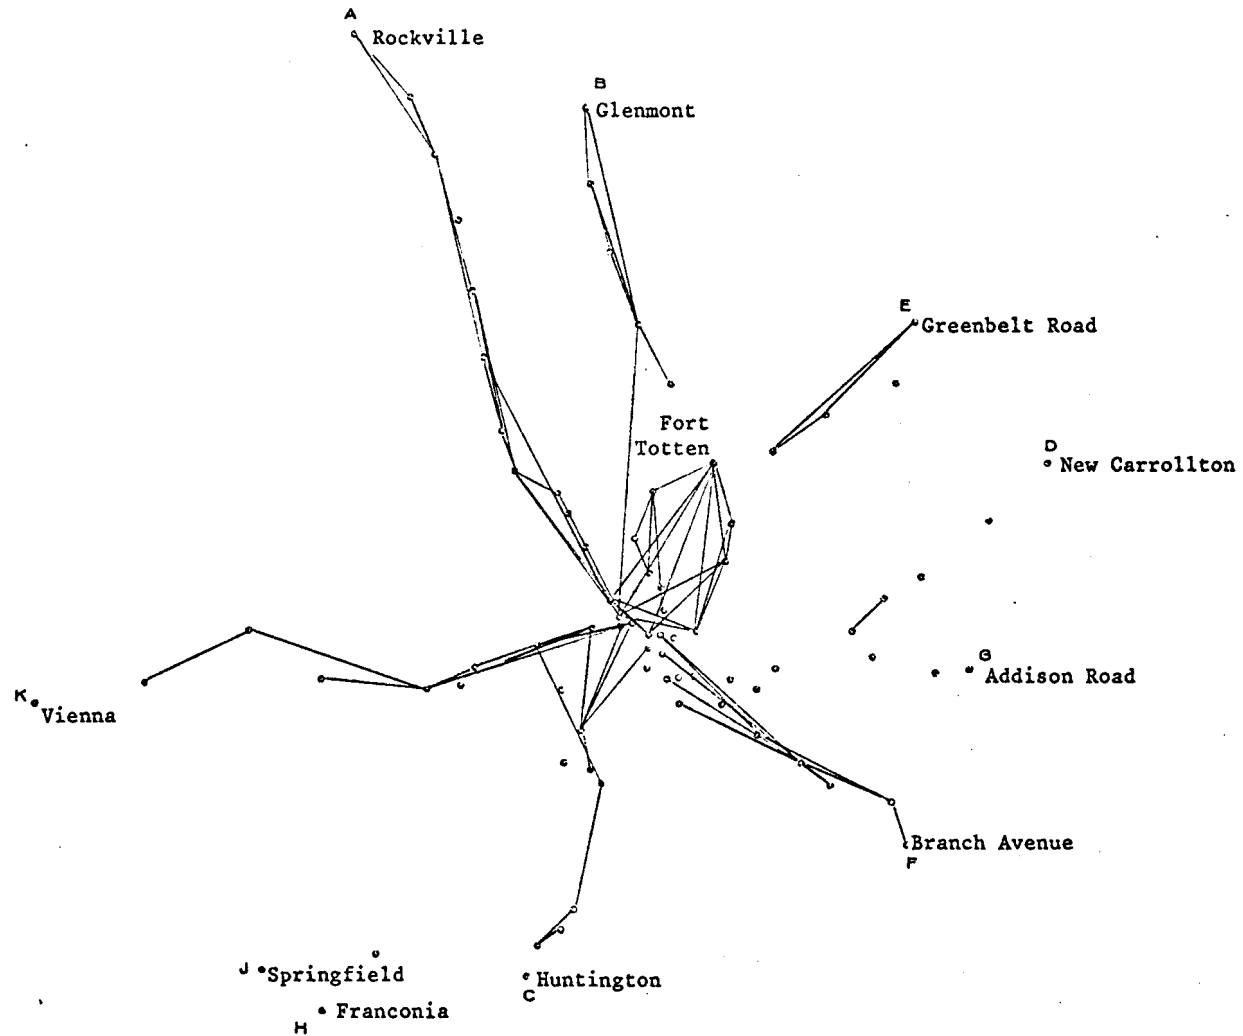 A
Rockville
B
Glenmont
E
Greenbelt Road
Fort
Totten
D
New Carrollton
G
Addison Road
K
Vienna
Branch Avenue
F
J Springfield
Huntington
C
Franconia
H